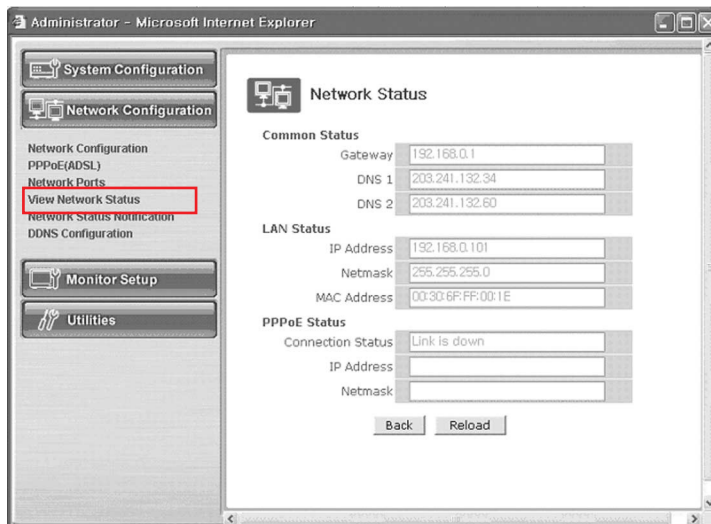 Administrator - Microsoft Internet Explorer
System Configuration
Network Configuration
Network Configuration
PPPoE(ADSL)
Network Ports
View Network Status
Network Status Notification
DDNS Configuration
Monitor Setup
Utilities
Network Status
Common Status
Gateway 192.168.0.1
DNS 1 203.241.132.34
DNS 2 203.241.132.60
LAN Status
IP Address 192.168.0.101
Netmask 255.255.255.0
MAC Address 00:30:6F:FF:00:1E
PPPoE Status
Connection Status Link is down
IP Address
Netmask
Back Reload